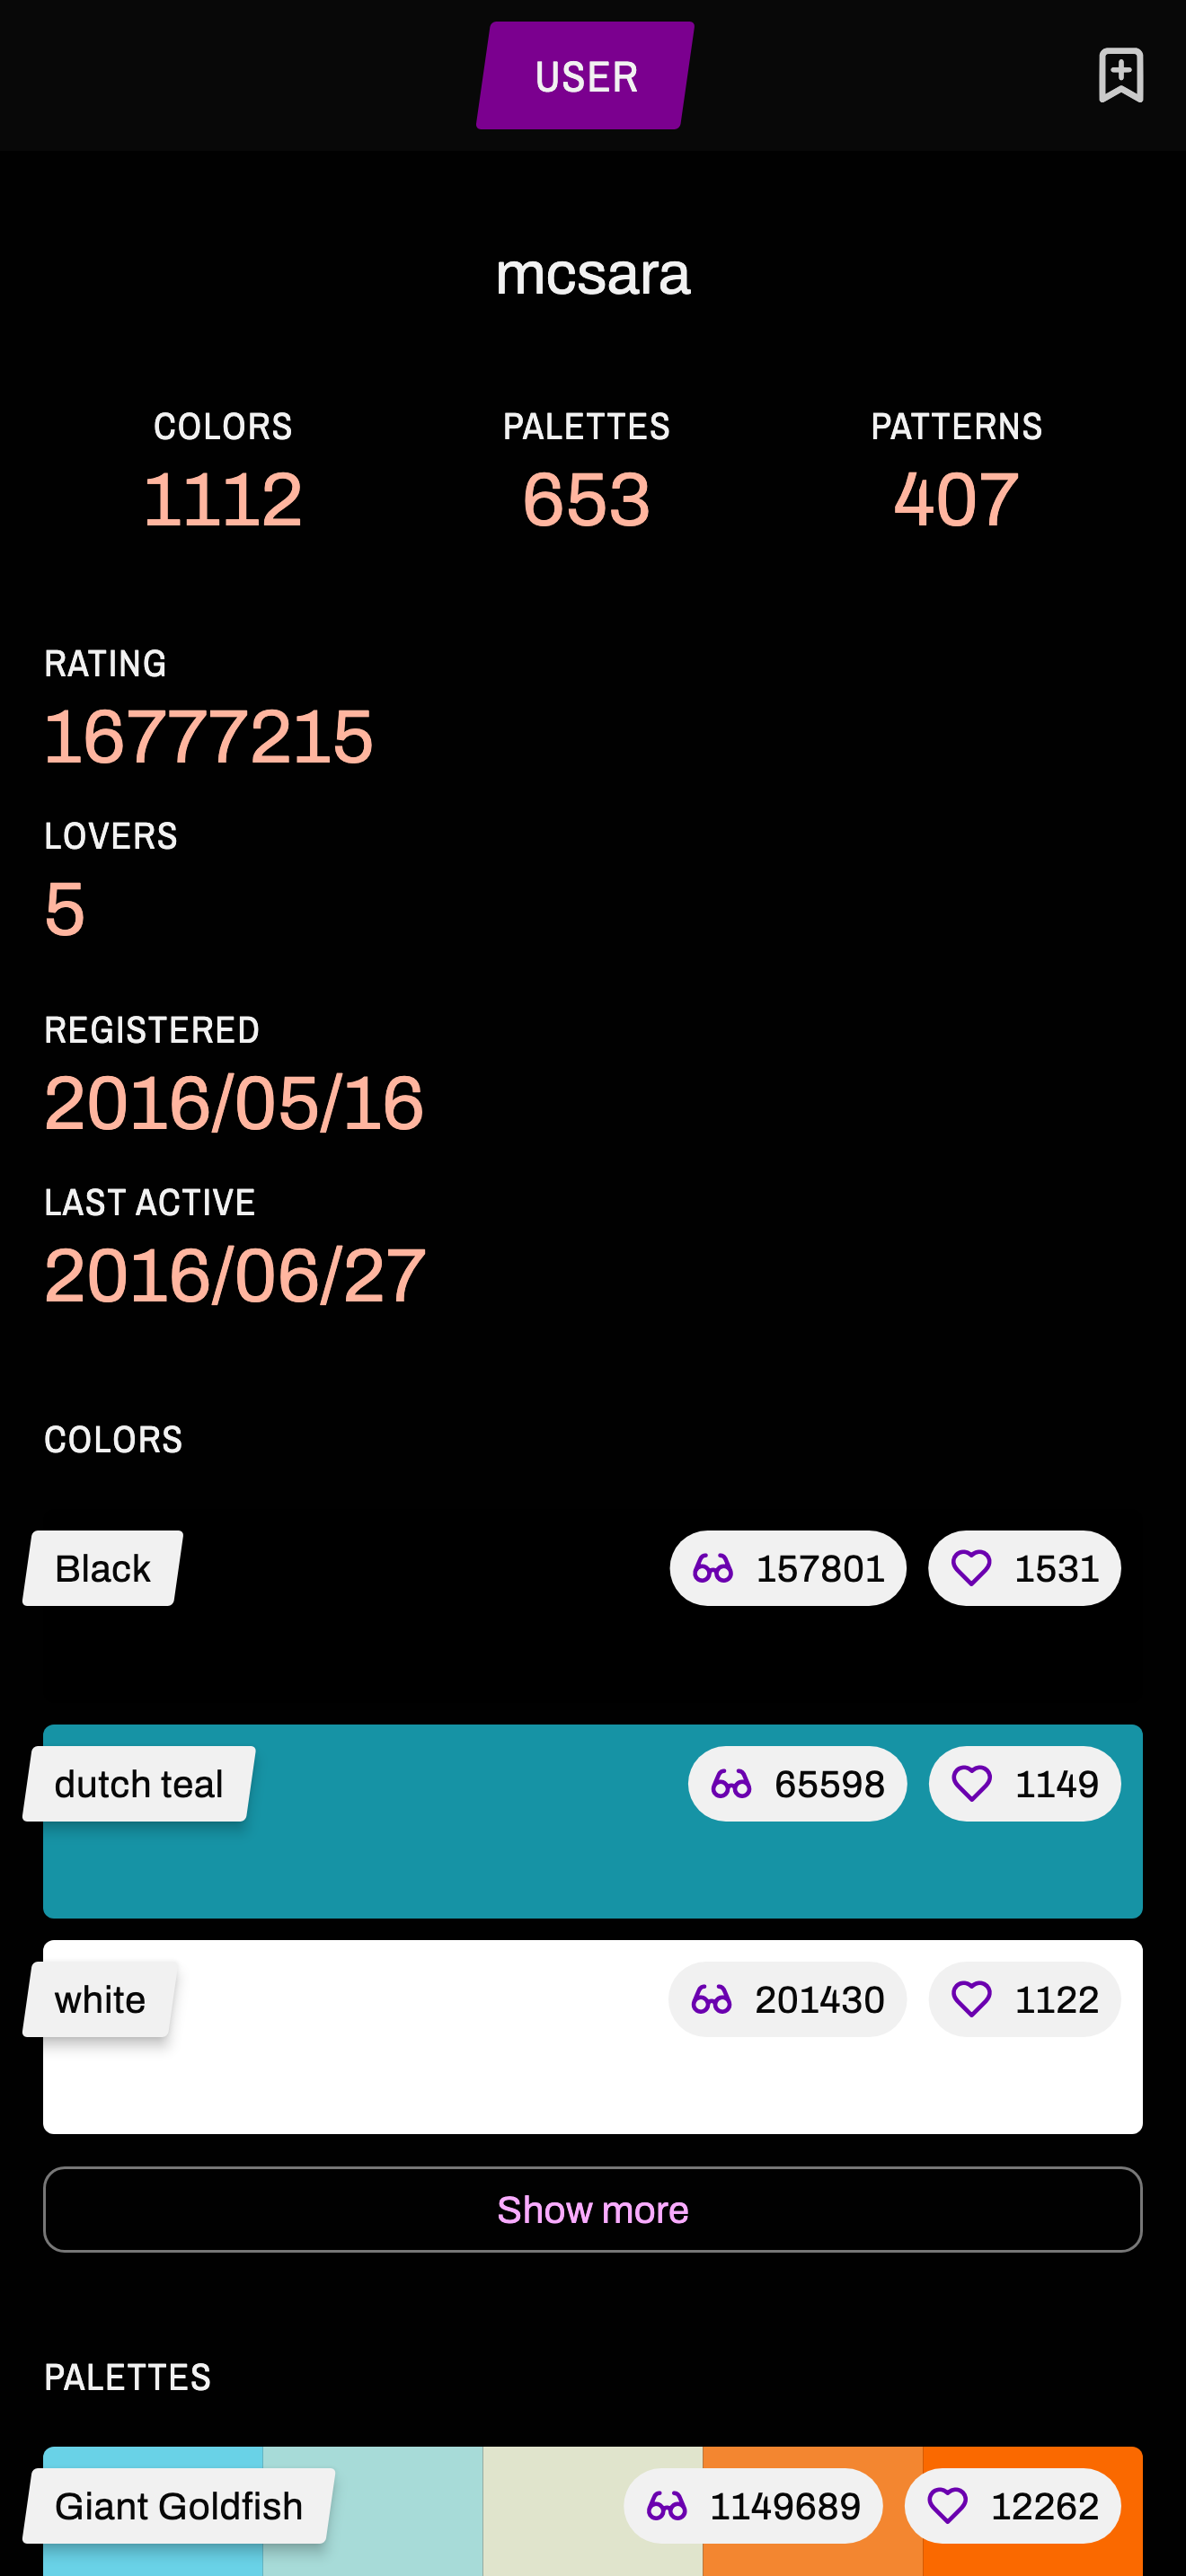 USER
mcsara
COLORS PALETTES PATTERNS
1112 653 407
RATING
16777215
LOVERS
5
REGISTERED
2016/05/16
LAST ACTIVE
2016/06/27
COLORS
Black 157801 1531
dutch teal 65598 1149
white 201430 1122
Show more
PALETTES
Giant Goldfish 1149689 12262